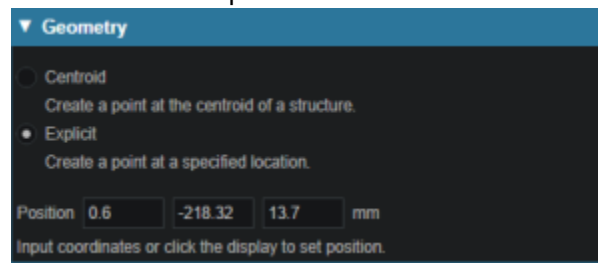 ▼ Geometry
Centroid
Create a point at the centroid of a structure.
Explicit
Create a point at a specified location.
Position 0.6 -218.32 13.7 mm
Input coordinates or click the display to set position.